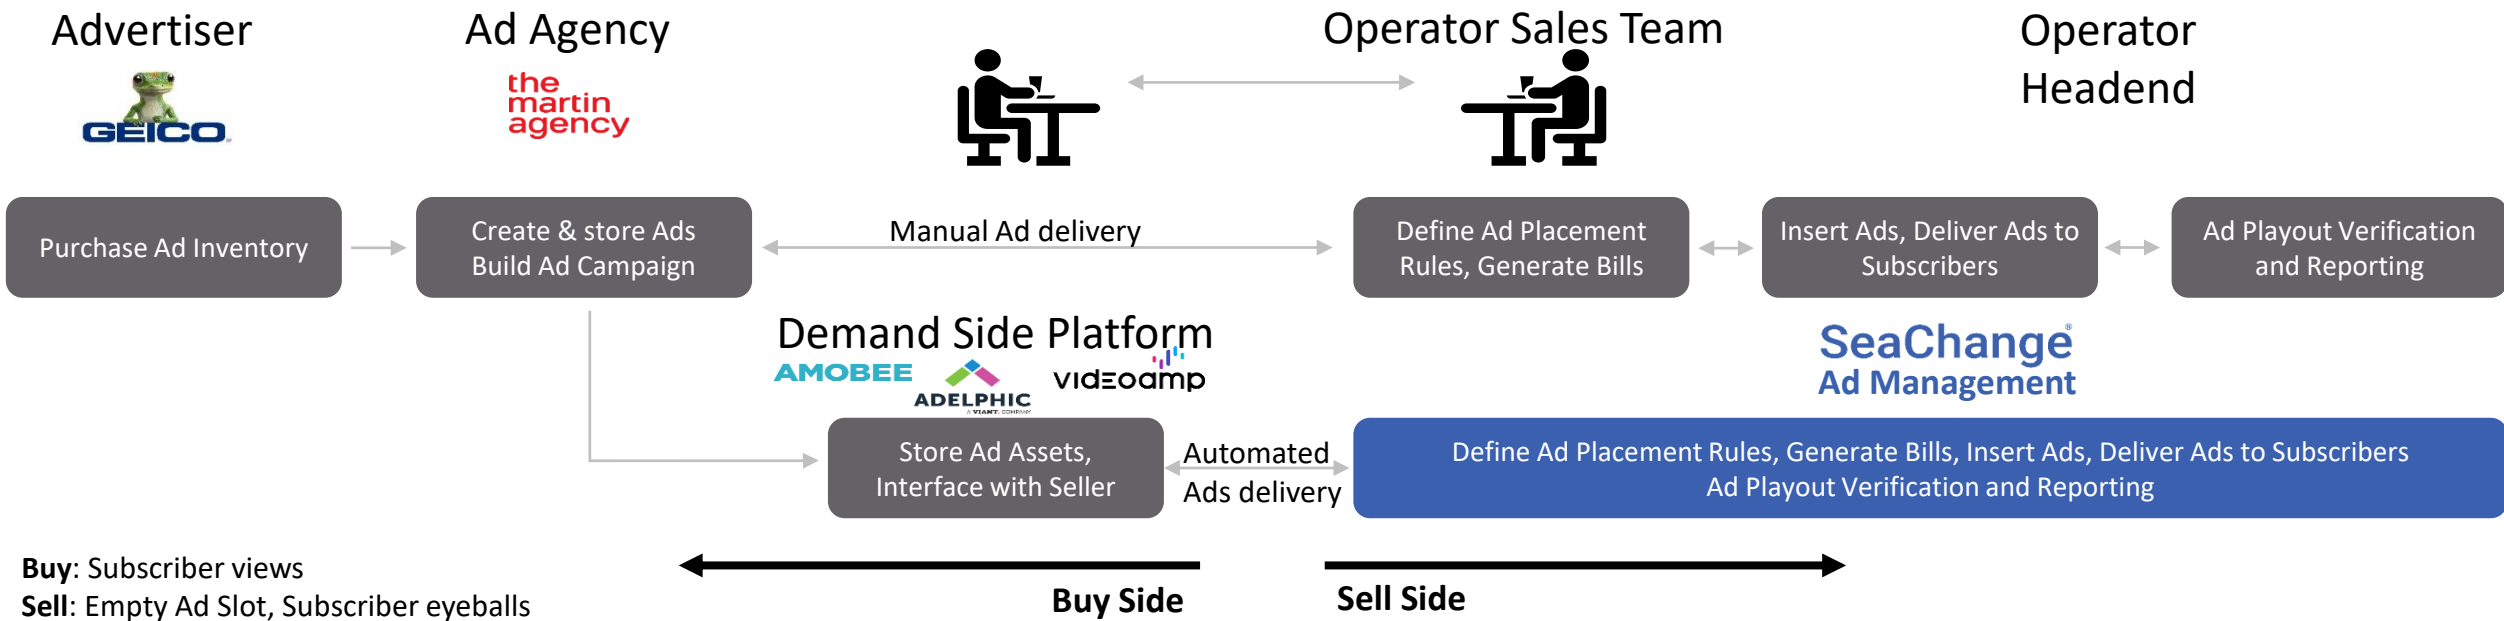 Advertiser
Ad Agency
Operator Sales Team
Operator
Headend
GEICO
the
martin
agency
Purchase Ad Inventory
Create & store Ads
Build Ad Campaign
Manual Ad delivery
Define Ad Placement
Rules, Generate Bills
Insert Ads, Deliver Ads to
Subscribers
Ad Playout Verification
and Reporting
Demand Side Platform
AMOBEE
ADELPHIC
A VIANT. COMPANY
VIDEOAMP
SeaChange®
Ad Management
Store Ad Assets,
Interface with Seller
Automated
Ads delivery
Define Ad Placement Rules, Generate Bills, Insert Ads, Deliver Ads to Subscribers
Ad Playout Verification and Reporting
Buy: Subscriber views
Sell: Empty Ad Slot, Subscriber eyeballs
Buy Side
Sell Side